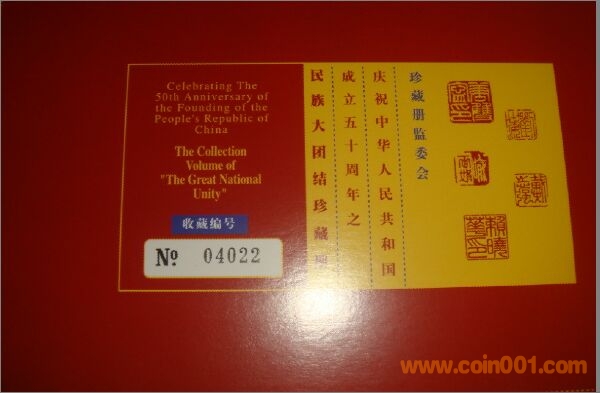 Celebrating The
50th Anniversary of
the Founding of the
People's Republic of
China
The Collection
Volume of
"The Great National
Unity"
收藏编号
No 04022
珍藏册监委会
庆祝中华人民共和国
成立五十周年之
民族大团结珍藏册
www.coin001.com